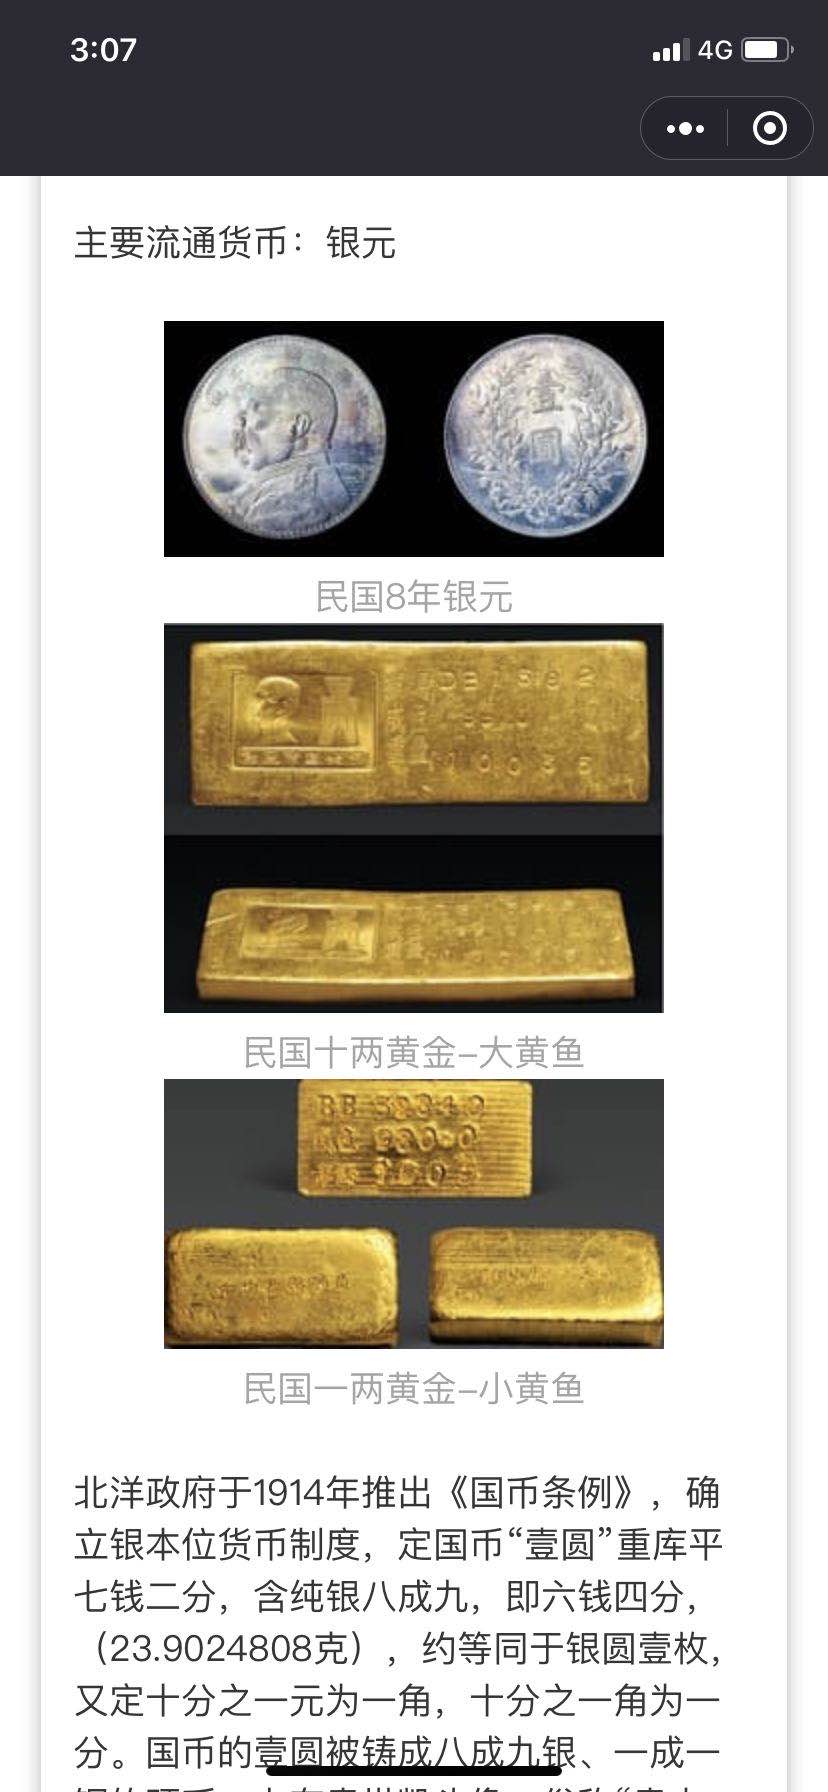 3:07
4G
主要流通货币：银元
壹
圆
民国8年银元
民国十两黄金–大黄鱼
民国一两黄金–小黄鱼
北洋政府于1914年推出《国币条例》，确
立银本位货币制度，定国币“壹圆”重库平
七钱二分，含纯银八成九，即六钱四分，
（23.9024808克），约等同于银圆壹枚，
又定十分之一元为一角，十分之一角为一
分。国币的壹圆被铸成八成九银、一成一